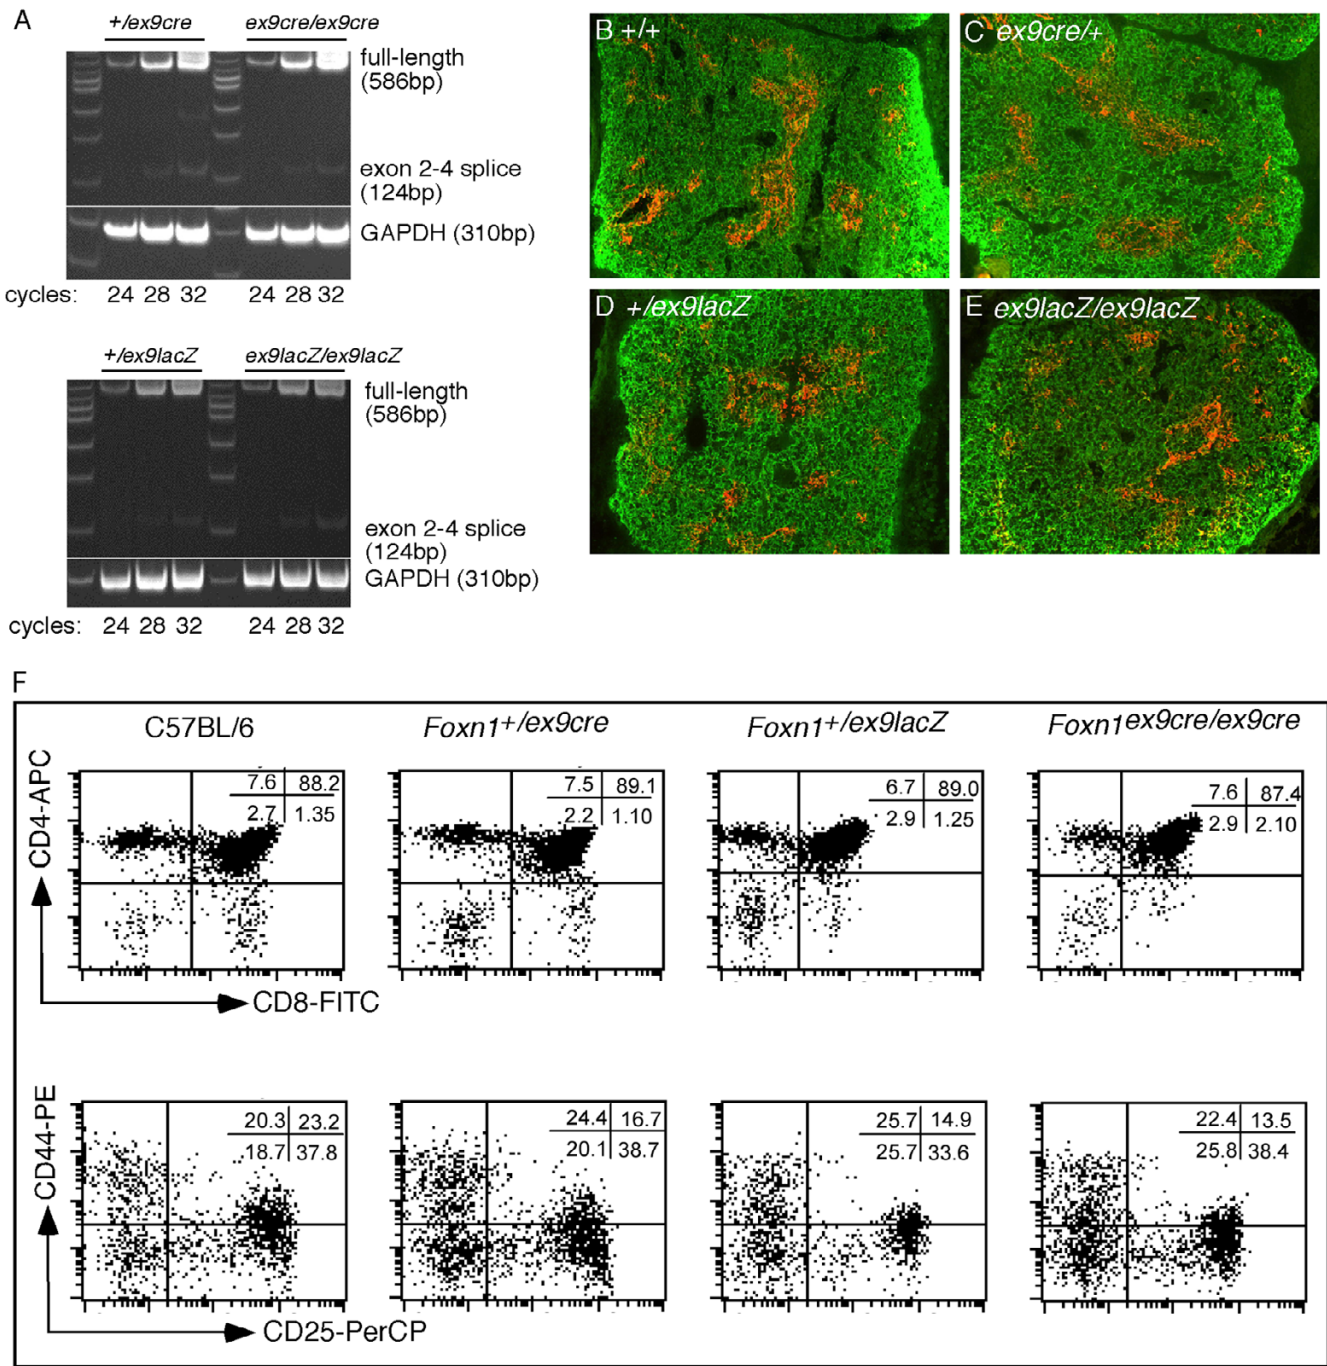 A
+/ex9cre
ex9cre/ex9cre
full-length
(586bp)
exon 2-4 splice
(124bp)
GAPDH (310bp)
cycles: 24 28 32 24 28 32
+/ex9lacZ
ex9lacZ/ex9lacZ
full-length
(586bp)
exon 2-4 splice
(124bp)
GAPDH (310bp)
cycles: 24 28 32 24 28 32
B +/+
C ex9cre/+
D +/ex9lacZ
E ex9lacZ/ex9lacZ
F
C57BL/6
Foxn1+/ex9cre
Foxn1+/ex9lacZ
Foxn1ex9cre/ex9cre
CD4-APC
7.6 88.2
2.7 1.35
7.5 89.1
2.2 1.10
6.7 89.0
2.9 1.25
7.6 87.4
2.9 2.10
CD8-FITC
CD44-PE
20.3 23.2
18.7 37.8
24.4 16.7
20.1 38.7
25.7 14.9
25.7 33.6
22.4 13.5
25.8 38.4
CD25-PerCP